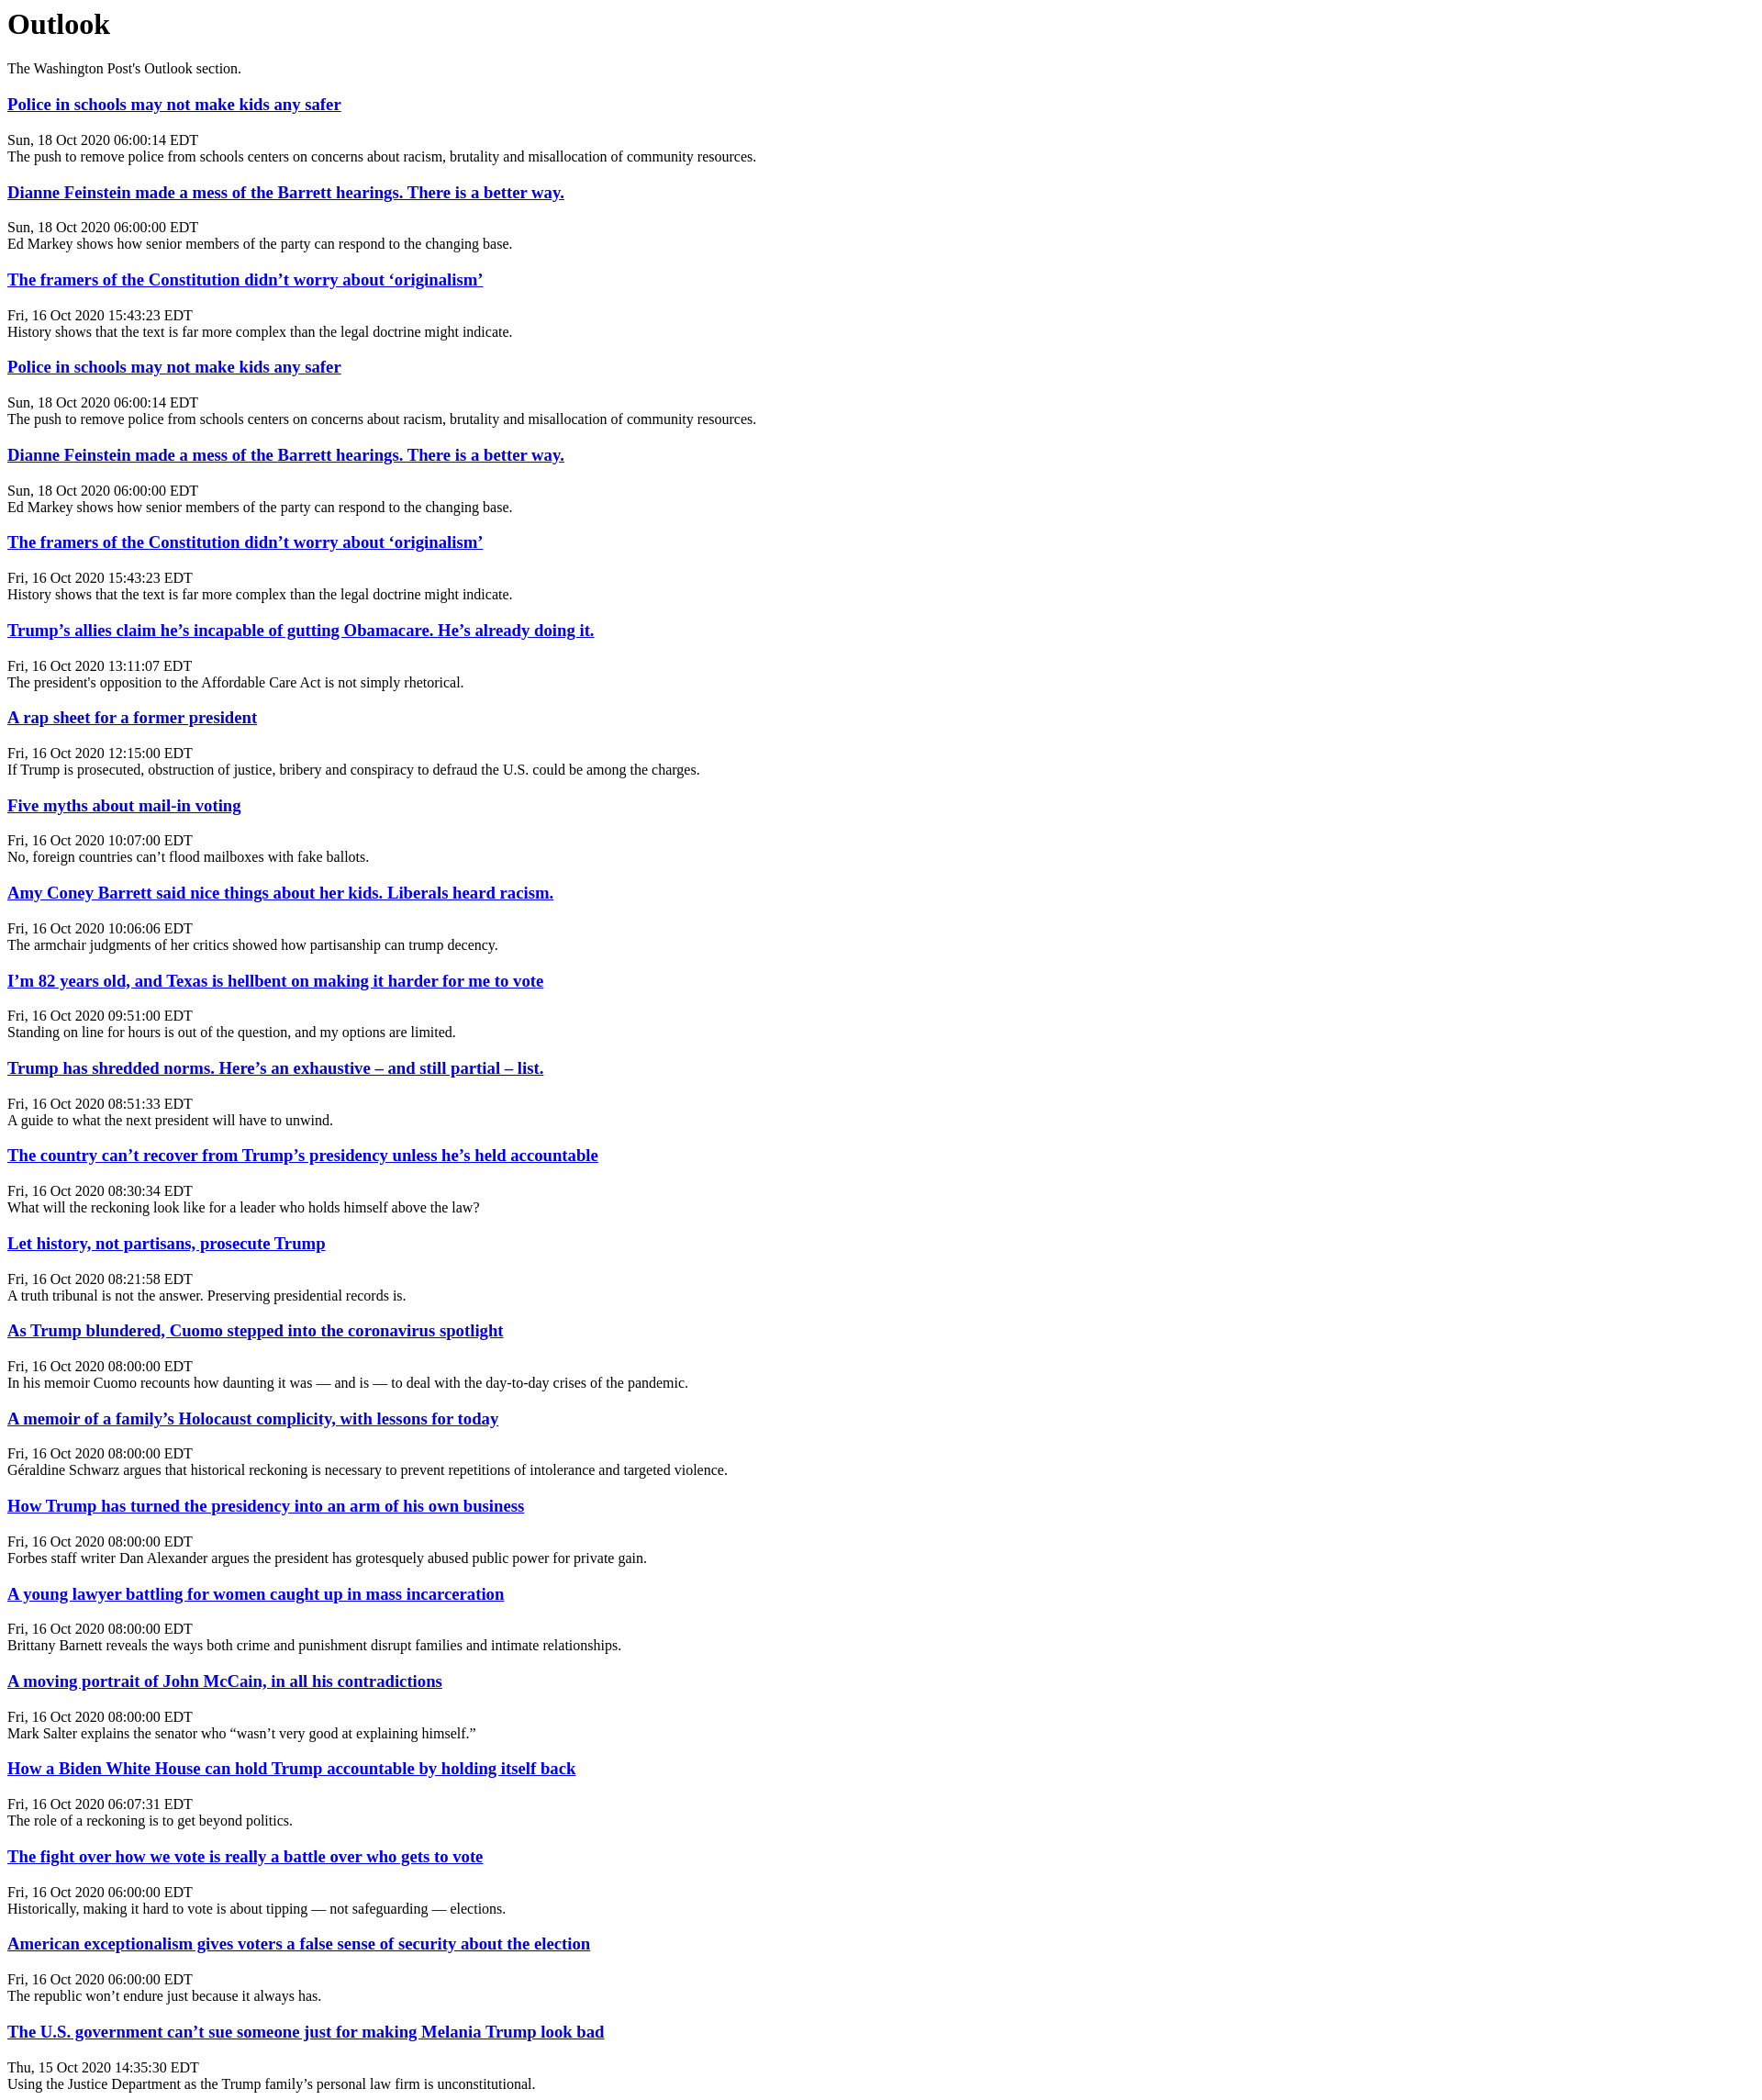 Outlook
The Washington Post's Outlook section.
Police in schools may not make kids any safer
Sun, 18 Oct 2020 06:00:14 EDT
The push to remove police from schools centers on concerns about racism, brutality and misallocation of community resources.
Dianne Feinstein made a mess of the Barrett hearings. There is a better way.
Sun, 18 Oct 2020 06:00:00 EDT
Ed Markey shows how senior members of the party can respond to the changing base.
The framers of the Constitution didn’t worry about ‘originalism’
Fri, 16 Oct 2020 15:43:23 EDT
History shows that the text is far more complex than the legal doctrine might indicate.
Police in schools may not make kids any safer
Sun, 18 Oct 2020 06:00:14 EDT
The push to remove police from schools centers on concerns about racism, brutality and misallocation of community resources.
Dianne Feinstein made a mess of the Barrett hearings. There is a better way.
Sun, 18 Oct 2020 06:00:00 EDT
Ed Markey shows how senior members of the party can respond to the changing base.
The framers of the Constitution didn’t worry about ‘originalism’
Fri, 16 Oct 2020 15:43:23 EDT
History shows that the text is far more complex than the legal doctrine might indicate.
Trump’s allies claim he’s incapable of gutting Obamacare. He’s already doing it.
Fri, 16 Oct 2020 13:11:07 EDT
The president's opposition to the Affordable Care Act is not simply rhetorical.
A rap sheet for a former president
Fri, 16 Oct 2020 12:15:00 EDT
If Trump is prosecuted, obstruction of justice, bribery and conspiracy to defraud the U.S. could be among the charges.
Five myths about mail-in voting
Fri, 16 Oct 2020 10:07:00 EDT
No, foreign countries can’t flood mailboxes with fake ballots.
Amy Coney Barrett said nice things about her kids. Liberals heard racism.
Fri, 16 Oct 2020 10:06:06 EDT
The armchair judgments of her critics showed how partisanship can trump decency.
I’m 82 years old, and Texas is hellbent on making it harder for me to vote
Fri, 16 Oct 2020 09:51:00 EDT
Standing on line for hours is out of the question, and my options are limited.
Trump has shredded norms. Here’s an exhaustive – and still partial – list.
Fri, 16 Oct 2020 08:51:33 EDT
A guide to what the next president will have to unwind.
The country can’t recover from Trump’s presidency unless he’s held accountable
Fri, 16 Oct 2020 08:30:34 EDT
What will the reckoning look like for a leader who holds himself above the law?
Let history, not partisans, prosecute Trump
Fri, 16 Oct 2020 08:21:58 EDT
A truth tribunal is not the answer. Preserving presidential records is.
As Trump blundered, Cuomo stepped into the coronavirus spotlight
Fri, 16 Oct 2020 08:00:00 EDT
In his memoir Cuomo recounts how daunting it was — and is — to deal with the day-to-day crises of the pandemic.
A memoir of a family’s Holocaust complicity, with lessons for today
Fri, 16 Oct 2020 08:00:00 EDT
Géraldine Schwarz argues that historical reckoning is necessary to prevent repetitions of intolerance and targeted violence.
How Trump has turned the presidency into an arm of his own business
Fri, 16 Oct 2020 08:00:00 EDT
Forbes staff writer Dan Alexander argues the president has grotesquely abused public power for private gain.
A young lawyer battling for women caught up in mass incarceration
Fri, 16 Oct 2020 08:00:00 EDT
Brittany Barnett reveals the ways both crime and punishment disrupt families and intimate relationships.
A moving portrait of John McCain, in all his contradictions
Fri, 16 Oct 2020 08:00:00 EDT
Mark Salter explains the senator who “wasn’t very good at explaining himself.”
How a Biden White House can hold Trump accountable by holding itself back
Fri, 16 Oct 2020 06:07:31 EDT
The role of a reckoning is to get beyond politics.
The fight over how we vote is really a battle over who gets to vote
Fri, 16 Oct 2020 06:00:00 EDT
Historically, making it hard to vote is about tipping — not safeguarding — elections.
American exceptionalism gives voters a false sense of security about the election
Fri, 16 Oct 2020 06:00:00 EDT
The republic won’t endure just because it always has.
The U.S. government can’t sue someone just for making Melania Trump look bad
Thu, 15 Oct 2020 14:35:30 EDT
Using the Justice Department as the Trump family’s personal law firm is unconstitutional.